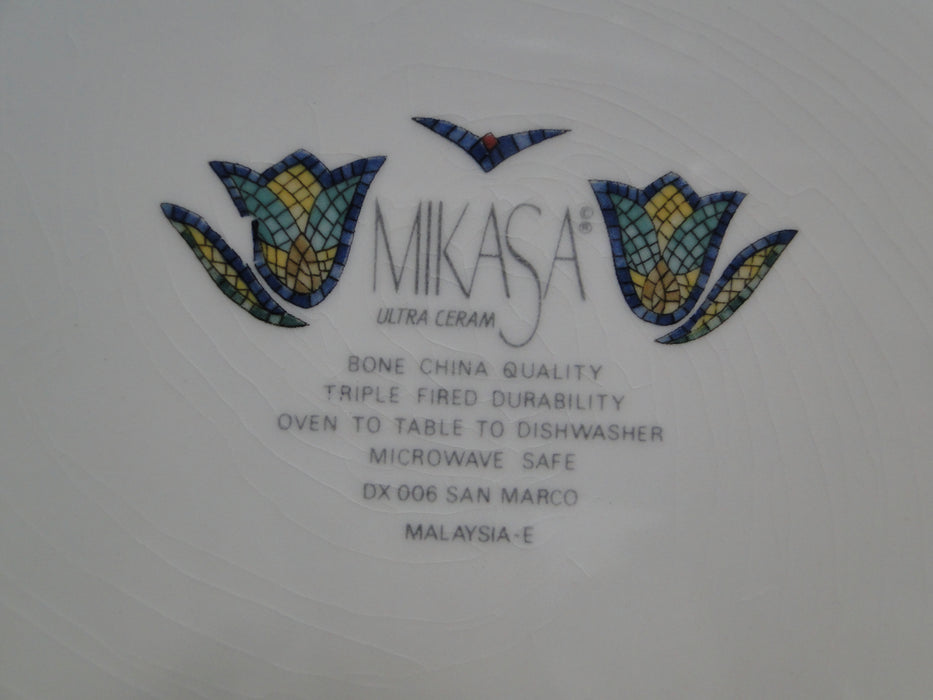 MIKASA©®
ULTRA CERAM
BONE CHINA QUALITY
TRIPLE FIRED DURABILITY
OVEN TO TABLE TO DISHWASHER
MICROWAVE SAFE
DX 006 SAN MARCO
MALAYSIA-E